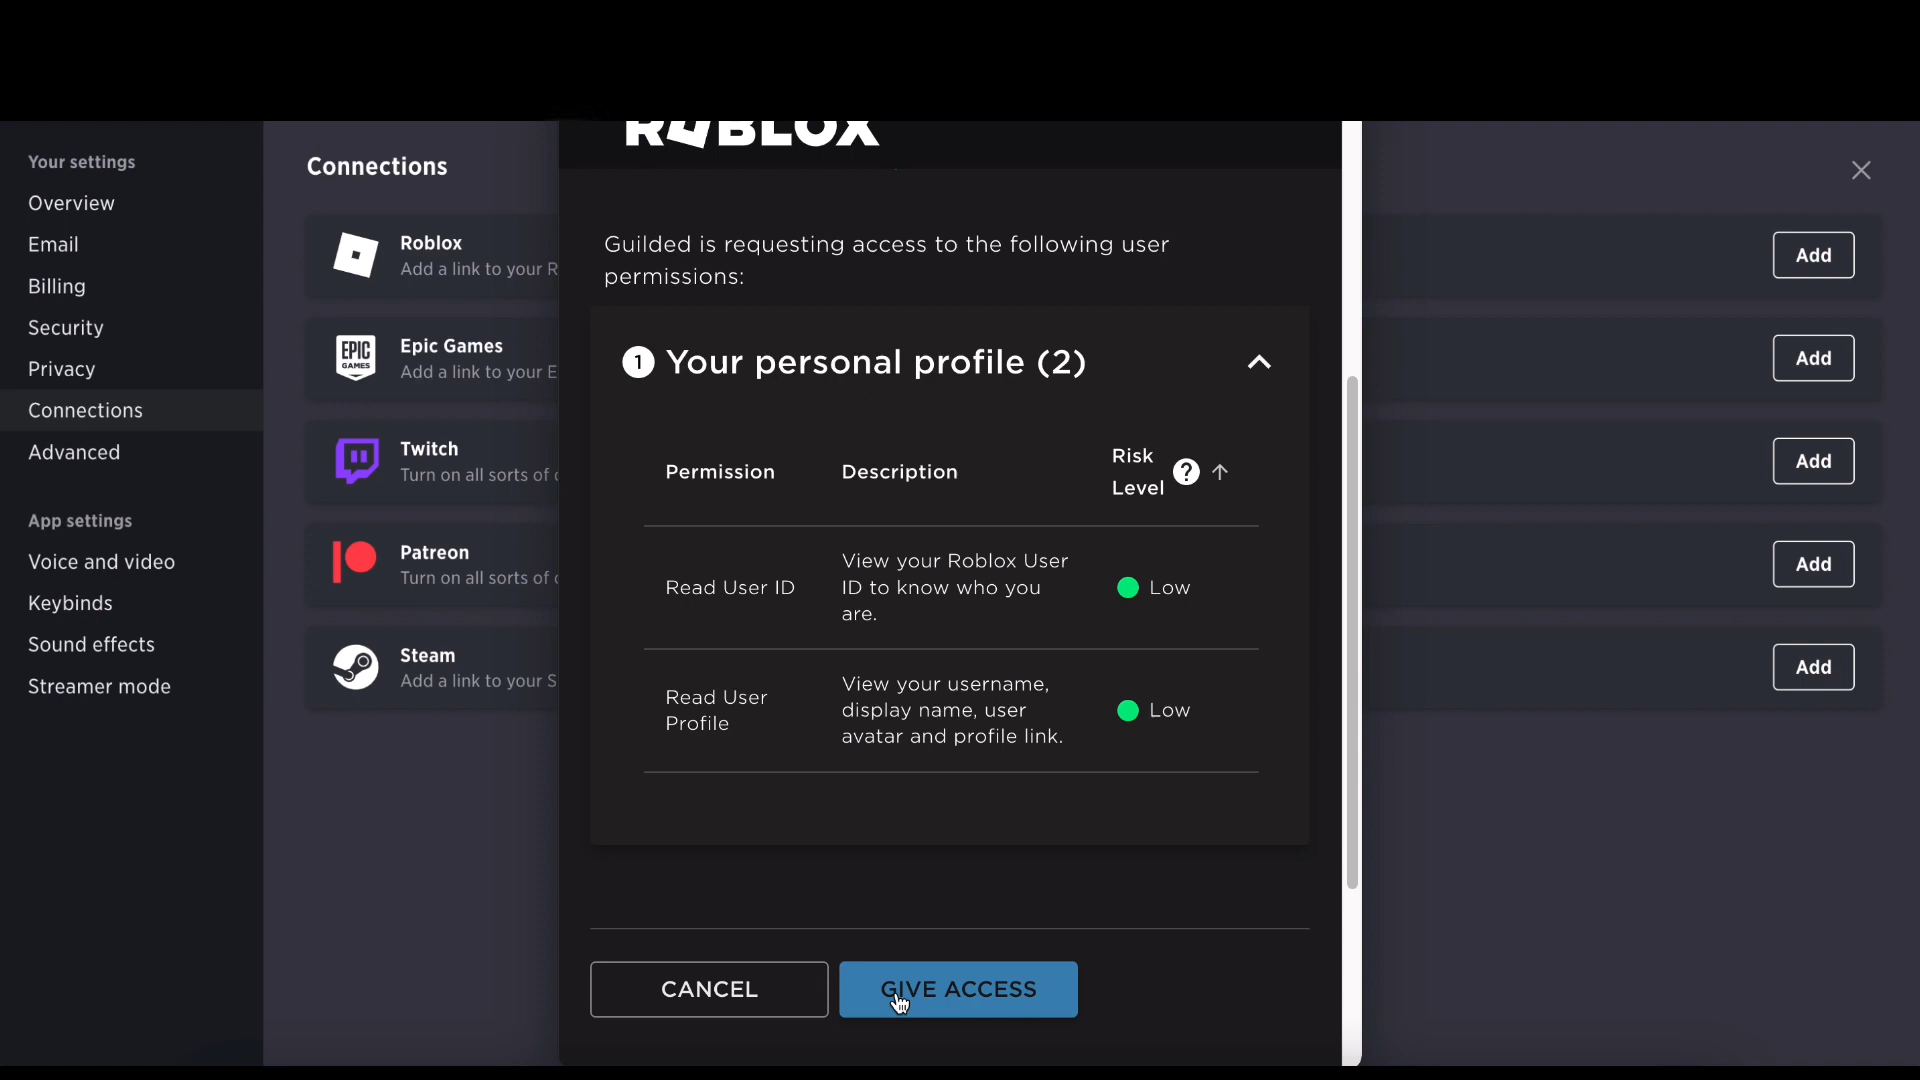 ROBLOX
Your settings
Overview
Email
Billing
Security
Privacy
Connections
Advanced
App settings
Voice and video
Keybinds
Sound effects
Streamer mode
Connections
Roblox
Add a link to your R
Add
EPIC
GAMES
Epic Games
Add a link to your E
Add
Twitch
Turn on all sorts of
Add
Patreon
Turn on all sorts of
Add
Steam
Add a link to your S
Add
Guilded is requesting access to the following user
permissions:
1 Your personal profile (2)
Permission
Description
Risk
Level
?
Read User ID
View your Roblox User
ID to know who you
are.
Low
Read User
Profile
View your username,
display name, user
avatar and profile link.
Low
CANCEL
GIVE ACCESS